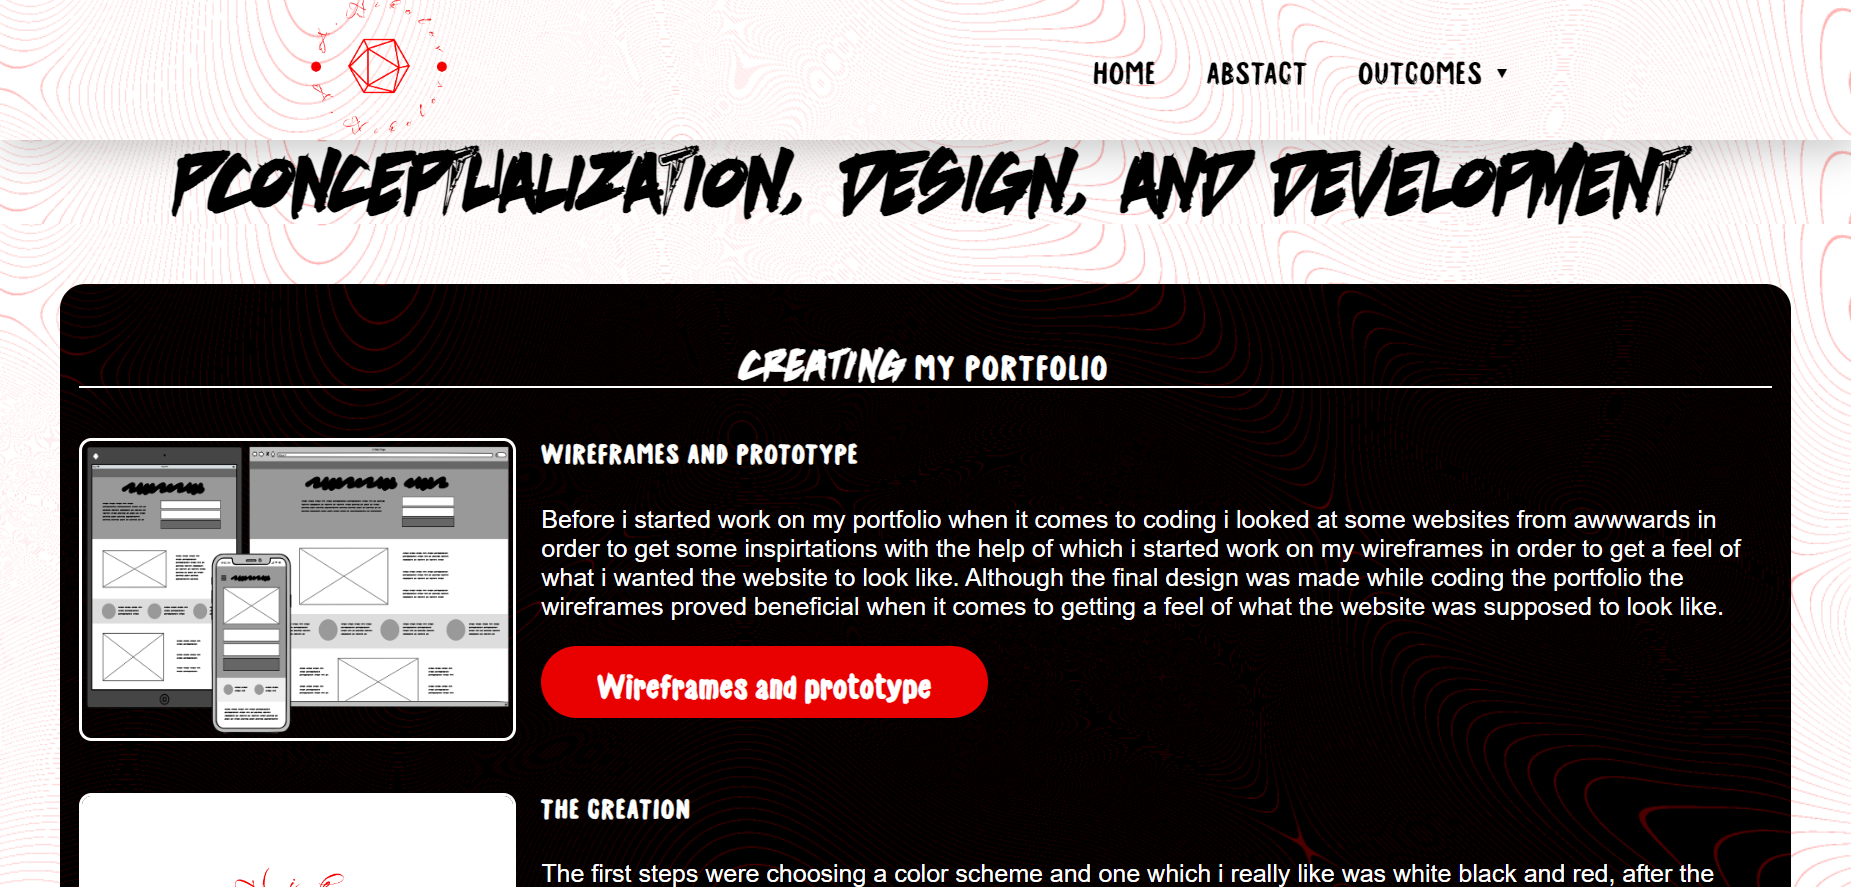 HOME ABSTACT OUTCOMES ▼
PCONCEPTUALIZATION, DESIGN, AND DEVELOPMENT
CREATING MY PORTFOLIO
WIREFRAMES AND PROTOTYPE
Before i started work on my portfolio when it comes to coding i looked at some websites from awwwards in
order to get some inspirtations with the help of which i started work on my wireframes in order to get a feel of
what i wanted the website to look like. Although the final design was made while coding the portfolio the
wireframes proved beneficial when it comes to getting a feel of what the website was supposed to look like.
Wireframes and prototype
THE CREATION
The first steps were choosing a color scheme and one which i really like was white black and red, after the